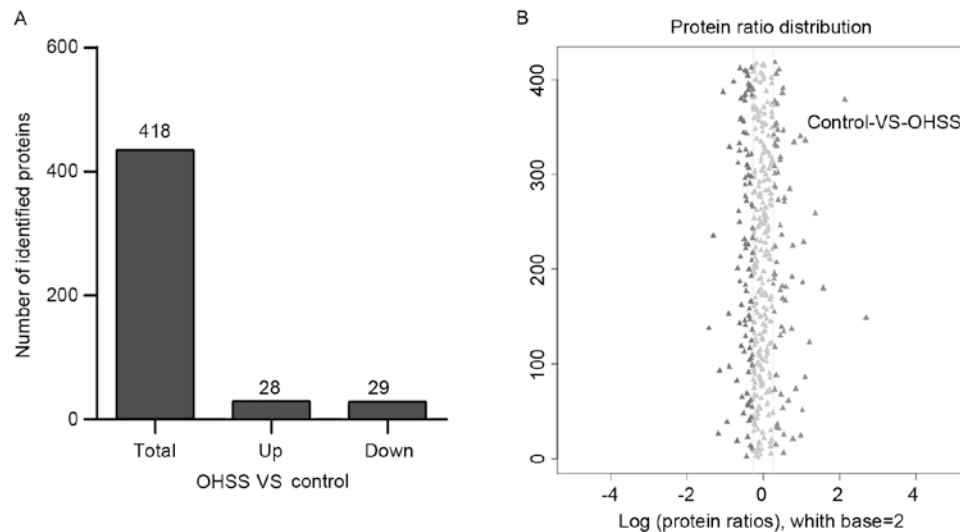 A
600
400
200
0
Number of identified proteins
418
28
29
Total Up Down
OHSS VS control
B
Protein ratio distribution
400
300
200
100
0
Control-VS-OHSS
-4 -2 0 2 4
Log (protein ratios), whith base=2